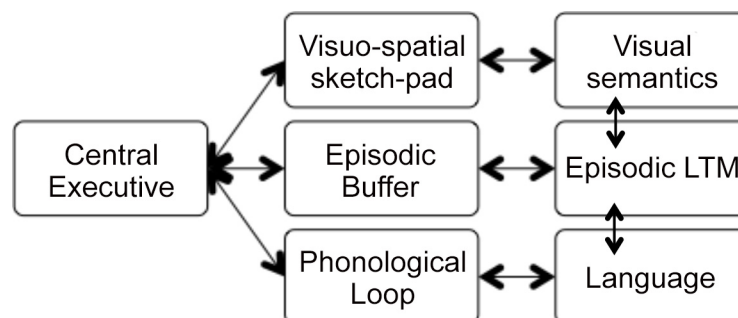 Visuo-spatial
sketch-pad
Visual
semantics
Central
Executive
Episodic
Buffer
Episodic LTM
Phonological
Loop
Language